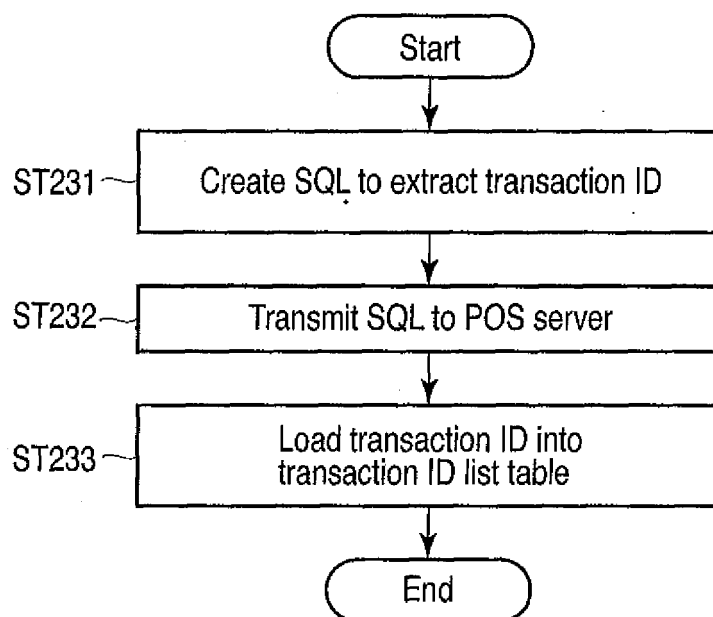 Start
ST231
Create SQL to extract transaction ID
ST232
Transmit SQL to POS server
ST233
Load transaction ID into
transaction ID list table
End